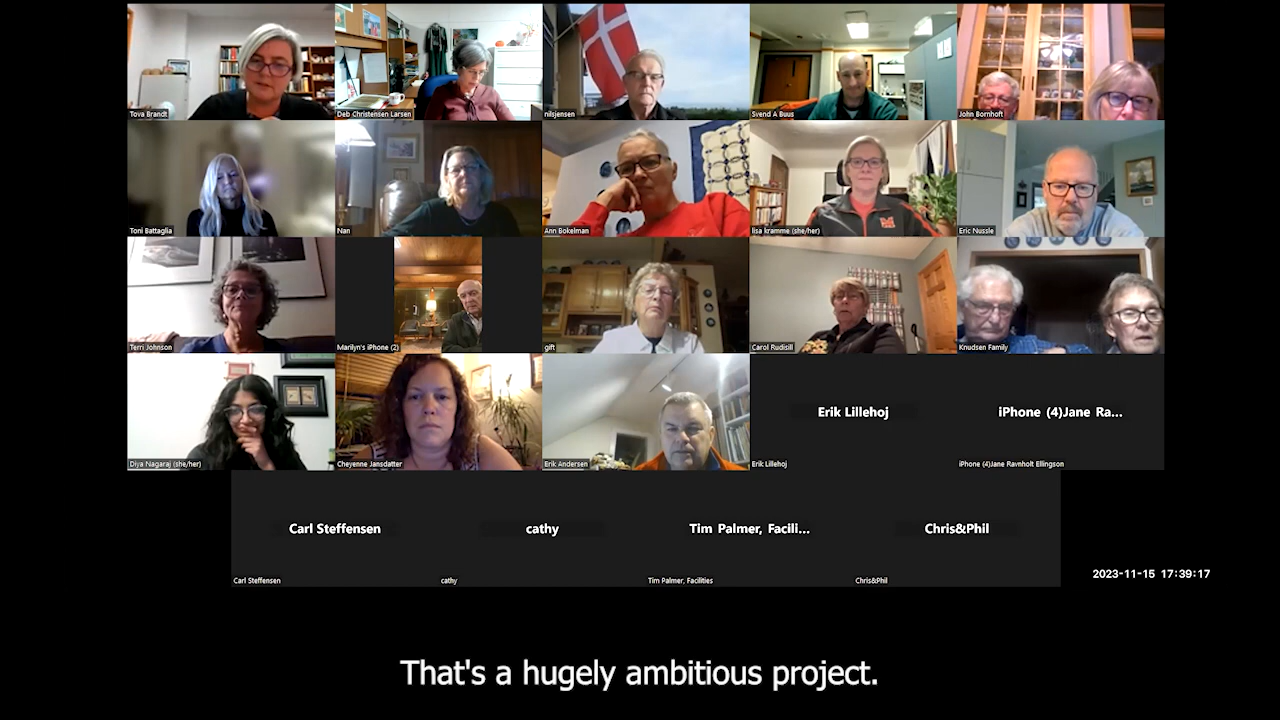 Tova Brandt
Deb Christensen Larsen
nilsjensen
Svend A Buus
John Bornhoft
Toni Battaglia
Nan
Ann Bokelman
lisa kramme (she/her)
Eric Nussle
Terri Johnson
Marilyn's iPhone (2)
gift
Carol Rudisill
Knudsen Family
Diya Nagaraj (she/her)
Cheyenne Jansdatter
Erik Andersen
Erik Lillehoj
Erik Lillehoj
iPhone (4)Jane Ra...
iPhone (4)Jane Ravnholt Ellingson
Carl Steffensen
Carl Steffensen
cathy
cathy
Tim Palmer, Facili...
Tim Palmer, Facilities
Chris&Phil
Chris&Phil
2023-11-15 17:39:17
That's a hugely ambitious project.